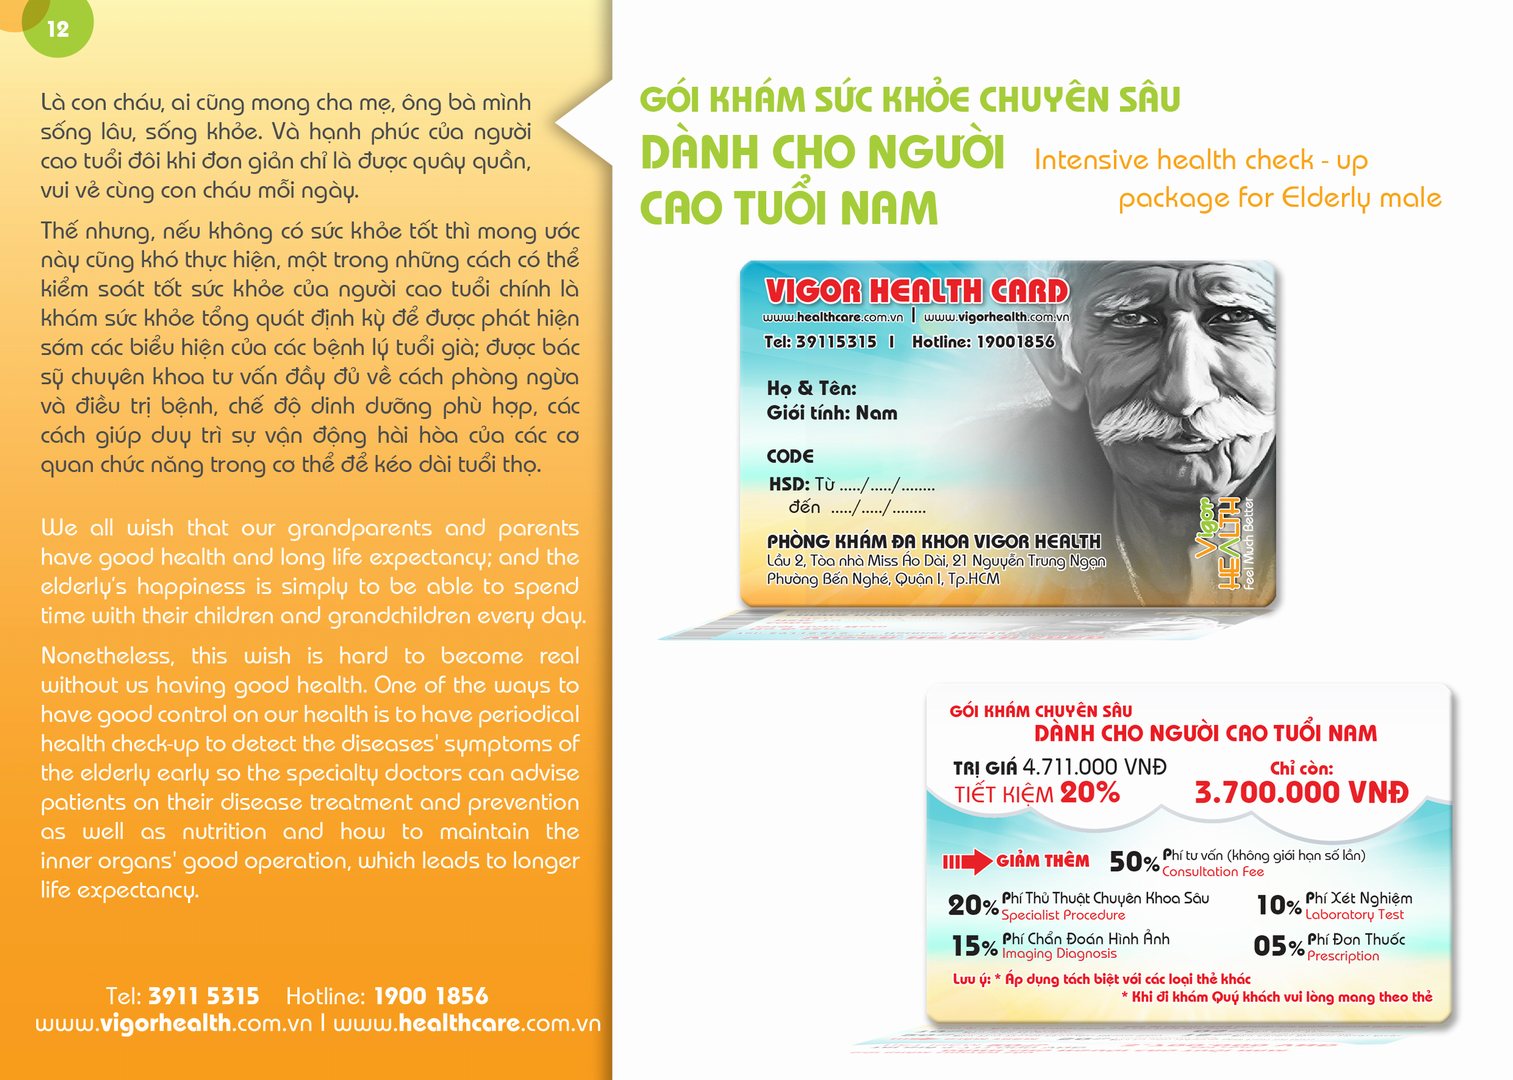 12
Là con cháu, ai cũng mong cha mẹ, ông bà mình
sống lâu, sống khỏe. Và hạnh phúc của người
cao tuổi đôi khi đơn giản chỉ là được quây quần,
vui vẻ cùng con cháu mỗi ngày.
Thế nhưng, nếu không có sức khỏe tốt thì mong ước
này cũng khó thực hiện, một trong những cách có thể
kiểm soát tốt sức khỏe của người cao tuổi chính là
khám sức khỏe tổng quát định kỳ để được phát hiện
sớm các biểu hiện của các bệnh lý tuổi già; được bác
sỹ chuyên khoa tư vấn đầy đủ về cách phòng ngừa
và điều trị bệnh, chế độ dinh dưỡng phù hợp, các
cách giúp duy trì sự vận động hài hòa của các cơ
quan chức năng trong cơ thể để kéo dài tuổi thọ.
We all wish that our grandparents and parents
have good health and long life expectancy; and the
elderly's happiness is simply to be able to spend
time with their children and grandchildren every day.
Nonetheless, this wish is hard to become real
without us having good health. One of the ways to
have good control on our health is to have periodical
health check-up to detect the diseases' symptoms of
the elderly early so the specialty doctors can advise
patients on their disease treatment and prevention
as well as nutrition and how to maintain the
inner organs' good operation, which leads to longer
life expectancy.
Tel: 3911 5315 Hotline: 1900 1856
www.vigorhealth.com.vn | www.healthcare.com.vn
GÓI KHÁM SỨC KHỎE CHUYÊN SÂU
DÀNH CHO NGƯỜI
CAO TUỔI NAM
Intensive health check - up
package for Elderly male
VIGOR HEALTH CARD
www.healthcare.com.vn | www.vigorhealth.com.vn
Tel: 39115315 | Hotline: 19001856
Họ & Tên:
Giới tính: Nam
CODE
HSD: Từ ...../...../........
đến ...../...../........
PHÒNG KHÁM ĐA KHOA VIGOR HEALTH
Lầu 2, Tòa nhà Miss Áo Dài, 21 Nguyễn Trung Ngạn
Phường Bến Nghé, Quận 1, Tp.HCM
Vigor
HEALTH
Feel Much Better
GÓI KHÁM CHUYÊN SÂU
DÀNH CHO NGƯỜI CAO TUỔI NAM
TRỊ GIÁ 4.711.000 VNĐ
TIẾT KIỆM 20%
Chỉ còn:
3.700.000 VNĐ
GIẢM THÊM 50% Phí tư vấn (không giới hạn số lần)
Consultation Fee
20% Phí Thủ Thuật Chuyên Khoa Sâu
Specialist Procedure
10% Phí Xét Nghiệm
Laboratory Test
15% Phí Chẩn Đoán Hình Ảnh
Imaging Diagnosis
05% Phí Đơn Thuốc
Prescription
Lưu ý: * Áp dụng tách biệt với các loại thẻ khác
* Khi đi khám Quý khách vui lòng mang theo thẻ